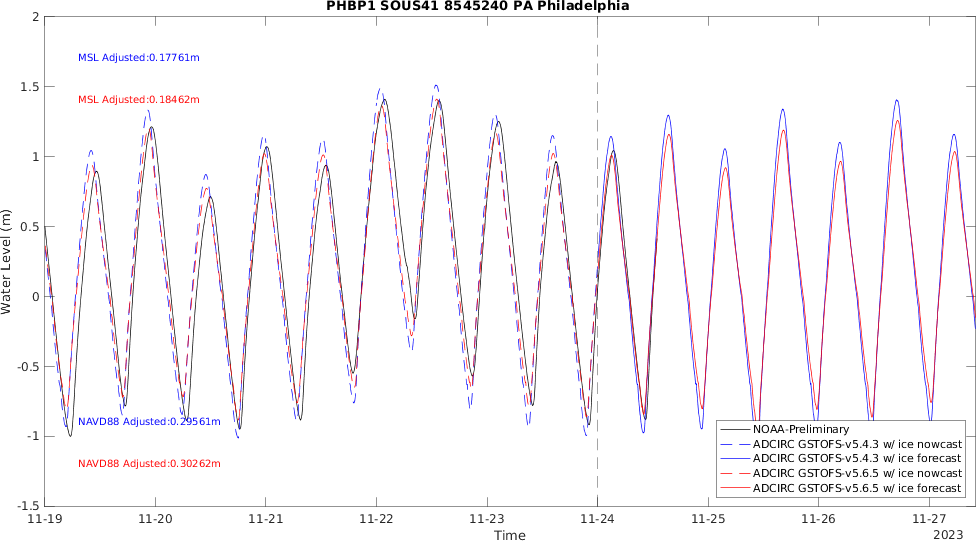 PHBP1 SOUS41 8545240 PA Philadelphia
2
MSL Adjusted:0.17761m
1.5
MSL Adjusted:0.18462m
1
0.5
Water Level (m)
0
-0.5
NAVD88 Adjusted:0.29561m
-1
NAVD88 Adjusted:0.30262m
-1.5
NOAA-Preliminary
ADCIRC GSTOFS-v5.4.3 w/ ice nowcast
ADCIRC GSTOFS-v5.4.3 w/ ice forecast
ADCIRC GSTOFS-v5.6.5 w/ ice nowcast
ADCIRC GSTOFS-v5.6.5 w/ ice forecast
11-19 11-20 11-21 11-22 11-23 11-24 11-25 11-26 11-27
Time
2023